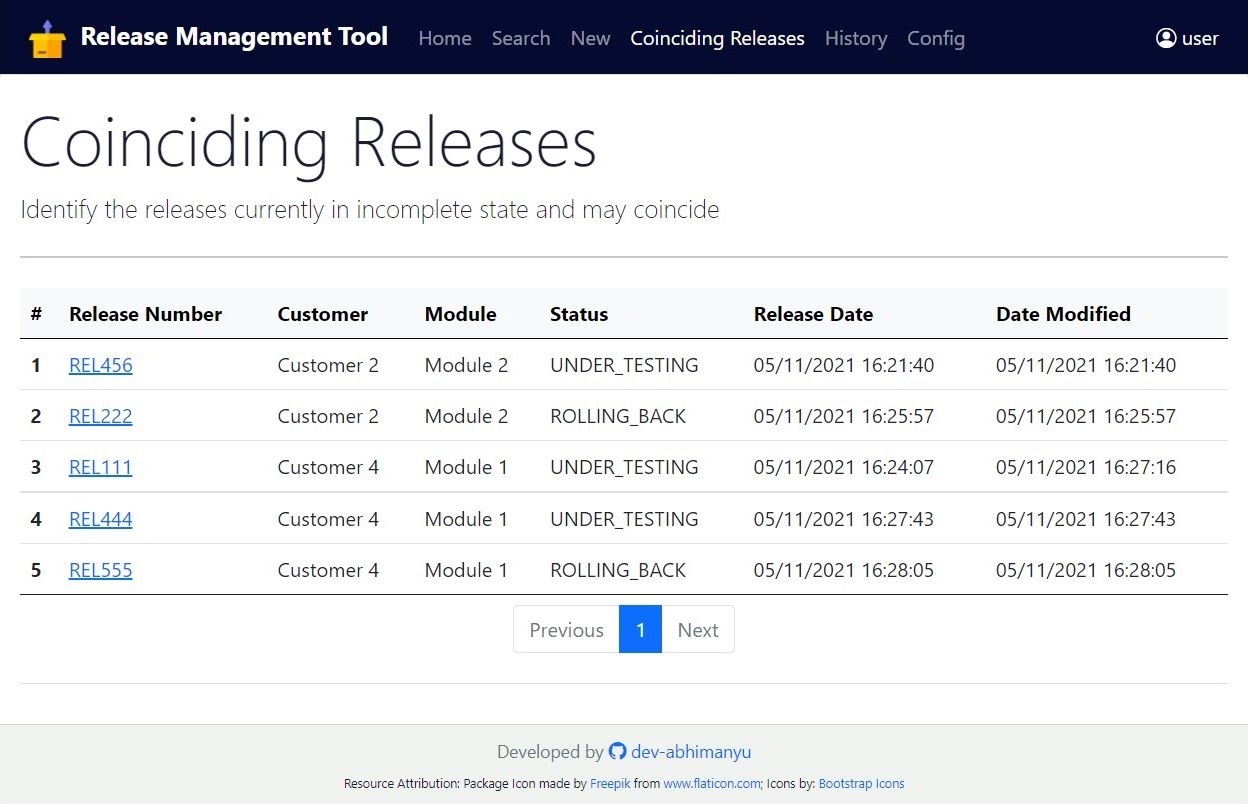 Release Management Tool Home Search New Coinciding Releases History Config user
Coinciding Releases
Identify the releases currently in incomplete state and may coincide
# Release Number Customer Module Status Release Date Date Modified
1 REL456 Customer 2 Module 2 UNDER_TESTING 05/11/2021 16:21:40 05/11/2021 16:21:40
2 REL222 Customer 2 Module 2 ROLLING_BACK 05/11/2021 16:25:57 05/11/2021 16:25:57
3 REL111 Customer 4 Module 1 UNDER_TESTING 05/11/2021 16:24:07 05/11/2021 16:27:16
4 REL444 Customer 4 Module 1 UNDER_TESTING 05/11/2021 16:27:43 05/11/2021 16:27:43
5 REL555 Customer 4 Module 1 ROLLING_BACK 05/11/2021 16:28:05 05/11/2021 16:28:05
Previous 1 Next
Developed by dev-abhimanyu
Resource Attribution: Package Icon made by Freepik from www.flaticon.com; Icons by: Bootstrap Icons